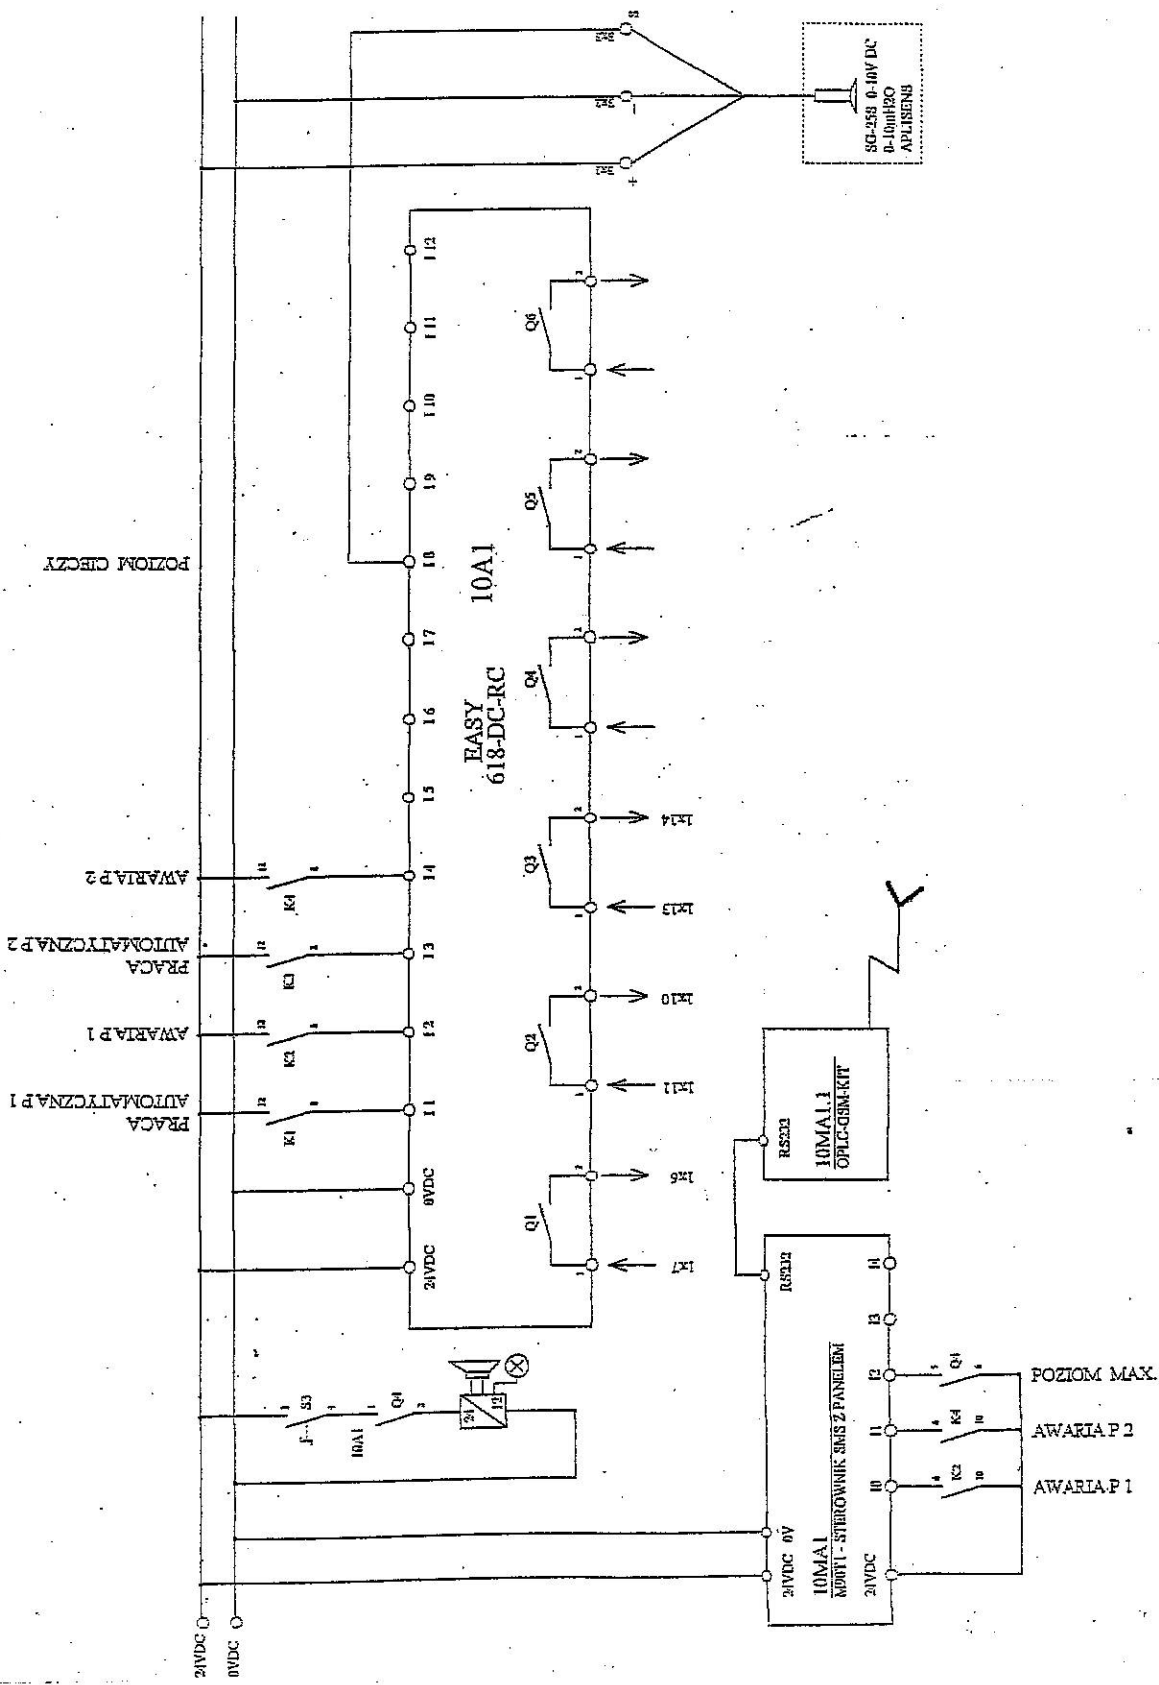 24VDC
0VDC
PRACA
AUTOMATYCZNA P 1
AWARIA P 1
PRACA
AUTOMATYCZNA P 2
AWARIA P 2
POZIOM CIECZY
K1
K2
K3
K4
S3
10A1
Q4
24
12
24VDC
0VDC
I1
I2
I3
I4
I5
I6
I7
I8
I9
I10
I11
I12
EASY
618-DC-RC
10A1
Q1
Q2
Q3
Q4
Q5
Q6
1x7
1x6
1x11
1x10
1x13
1x14
3x1
3x2
3x3
+
-
S
SG-25S 0-10V DC
0-10mH2O
APLISENS
24VDC 0V
RS232
10MA1
STEROWNIK SMS Z PANELEM
24VDC
I0
I1
I2
I3
I4
RS232
10MA1.1
OPLC-GSM-KIT
K2
K4
Q4
AWARIA P 1
AWARIA P 2
POZIOM MAX.